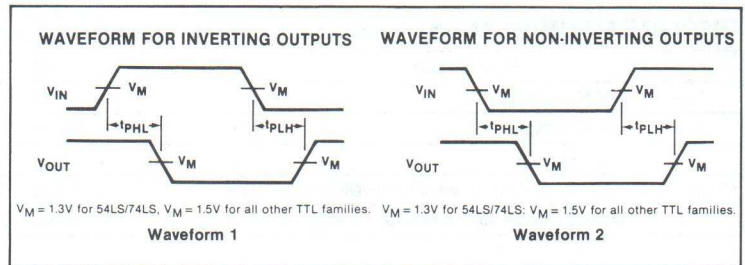 WAVEFORM FOR INVERTING OUTPUTS
VIN
VM
VM
tPHL
tPLH
VOUT
VM
VM
VM = 1.3V for 54LS/74LS, VM = 1.5V for all other TTL families.
Waveform 1
WAVEFORM FOR NON-INVERTING OUTPUTS
VIN
VM
VM
tPHL
tPLH
VOUT
VM
VM
VM = 1.3V for 54LS/74LS: VM = 1.5V for all other TTL families.
Waveform 2